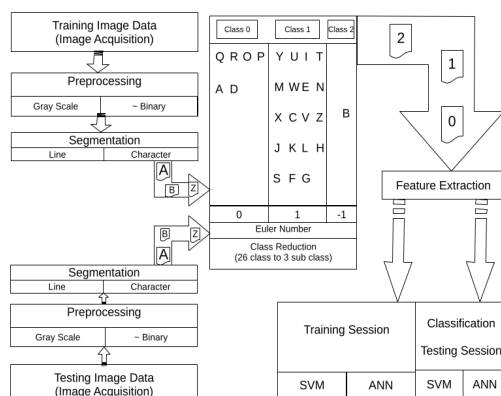 Training Image Data
(Image Acquisition)
Preprocessing
Gray Scale ~ Binary
Segmentation
Line Character
A
B Z
B Z
A
Segmentation
Line Character
Preprocessing
Gray Scale ~ Binary
Testing Image Data
(Image Acquisition)
Class 0 Class 1 Class 2
Q R O P Y U I T
A D M W E N
B
X C V Z
J K L H
S F G
0 1 -1
Euler Number
Class Reduction
(26 class to 3 sub class)
2
1
0
Feature Extraction
Training Session
SVM ANN
Classification
Testing Session
SVM ANN